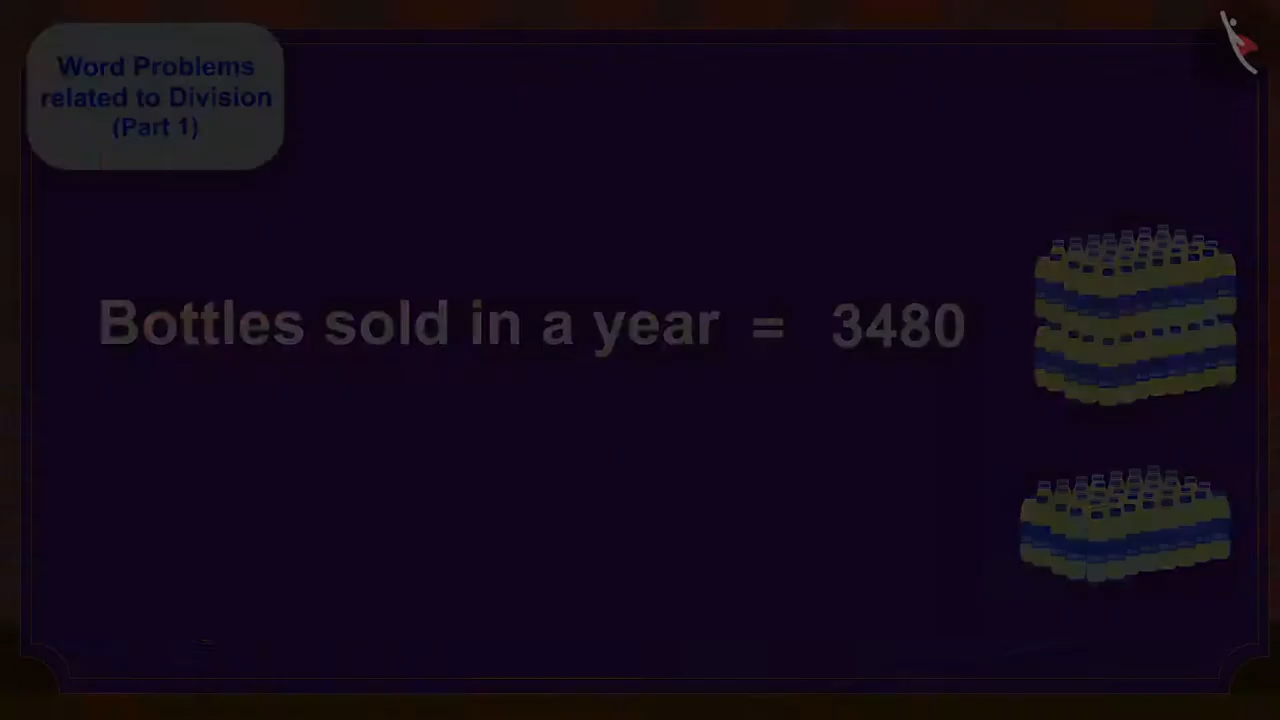 Word Problems
related to Division
(Part 1)
Bottles sold in a year = 3480